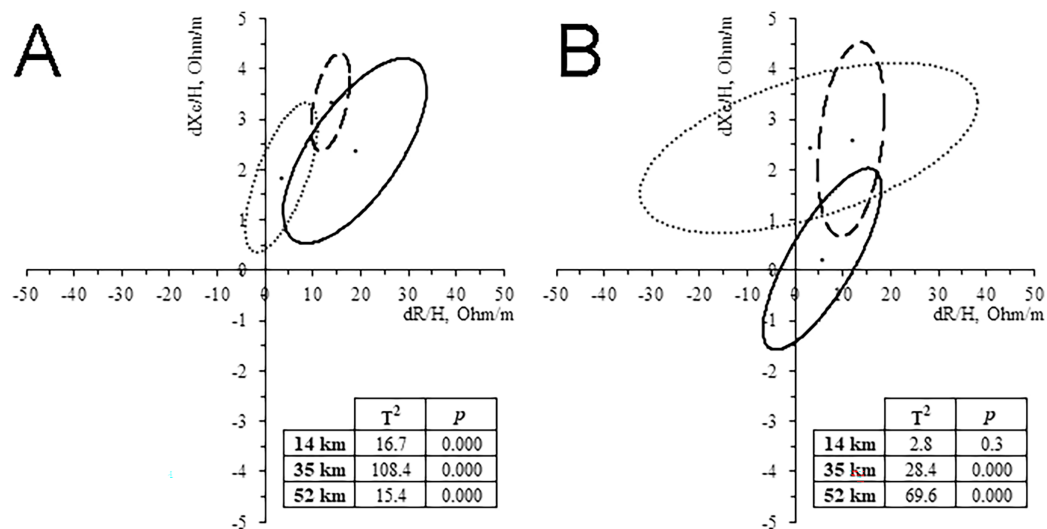 A
dXc/H, Ohm/m
5
4
3
2
1
0
-1
-2
-3
-4
-5
-50 -40 -30 -20 -10 0 10 20 30 40 50
dR/H, Ohm/m
T² p
14 km 16.7 0.000
35 km 108.4 0.000
52 km 15.4 0.000
B
dXc/H, Ohm/m
5
4
3
2
1
0
-1
-2
-3
-4
-5
-50 -40 -30 -20 -10 0 10 20 30 40 50
dR/H, Ohm/m
T² p
14 km 2.8 0.3
35 km 28.4 0.000
52 km 69.6 0.000